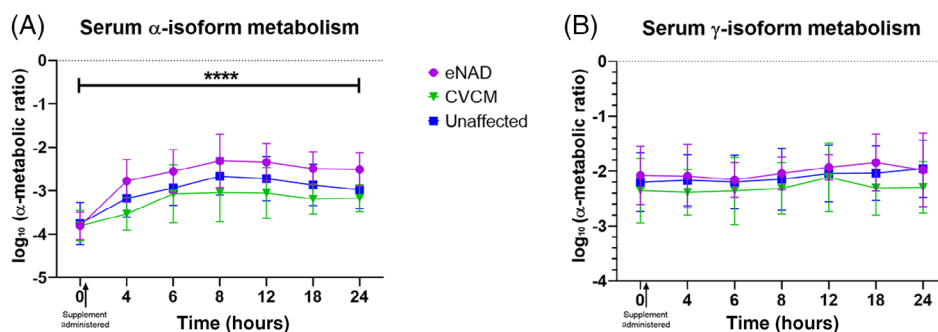 (A)
Serum α-isoform metabolism
log₁₀ (α-metabolic ratio)
0
-1
-2
-3
-4
-5
****
0 4 6 8 12 18 24
Supplement
administered
Time (hours)
eNAD
CVCM
Unaffected
(B)
Serum γ-isoform metabolism
log₁₀ (α-metabolic ratio)
0
-1
-2
-3
-4
0 4 6 8 12 18 24
Supplement
administered
Time (hours)